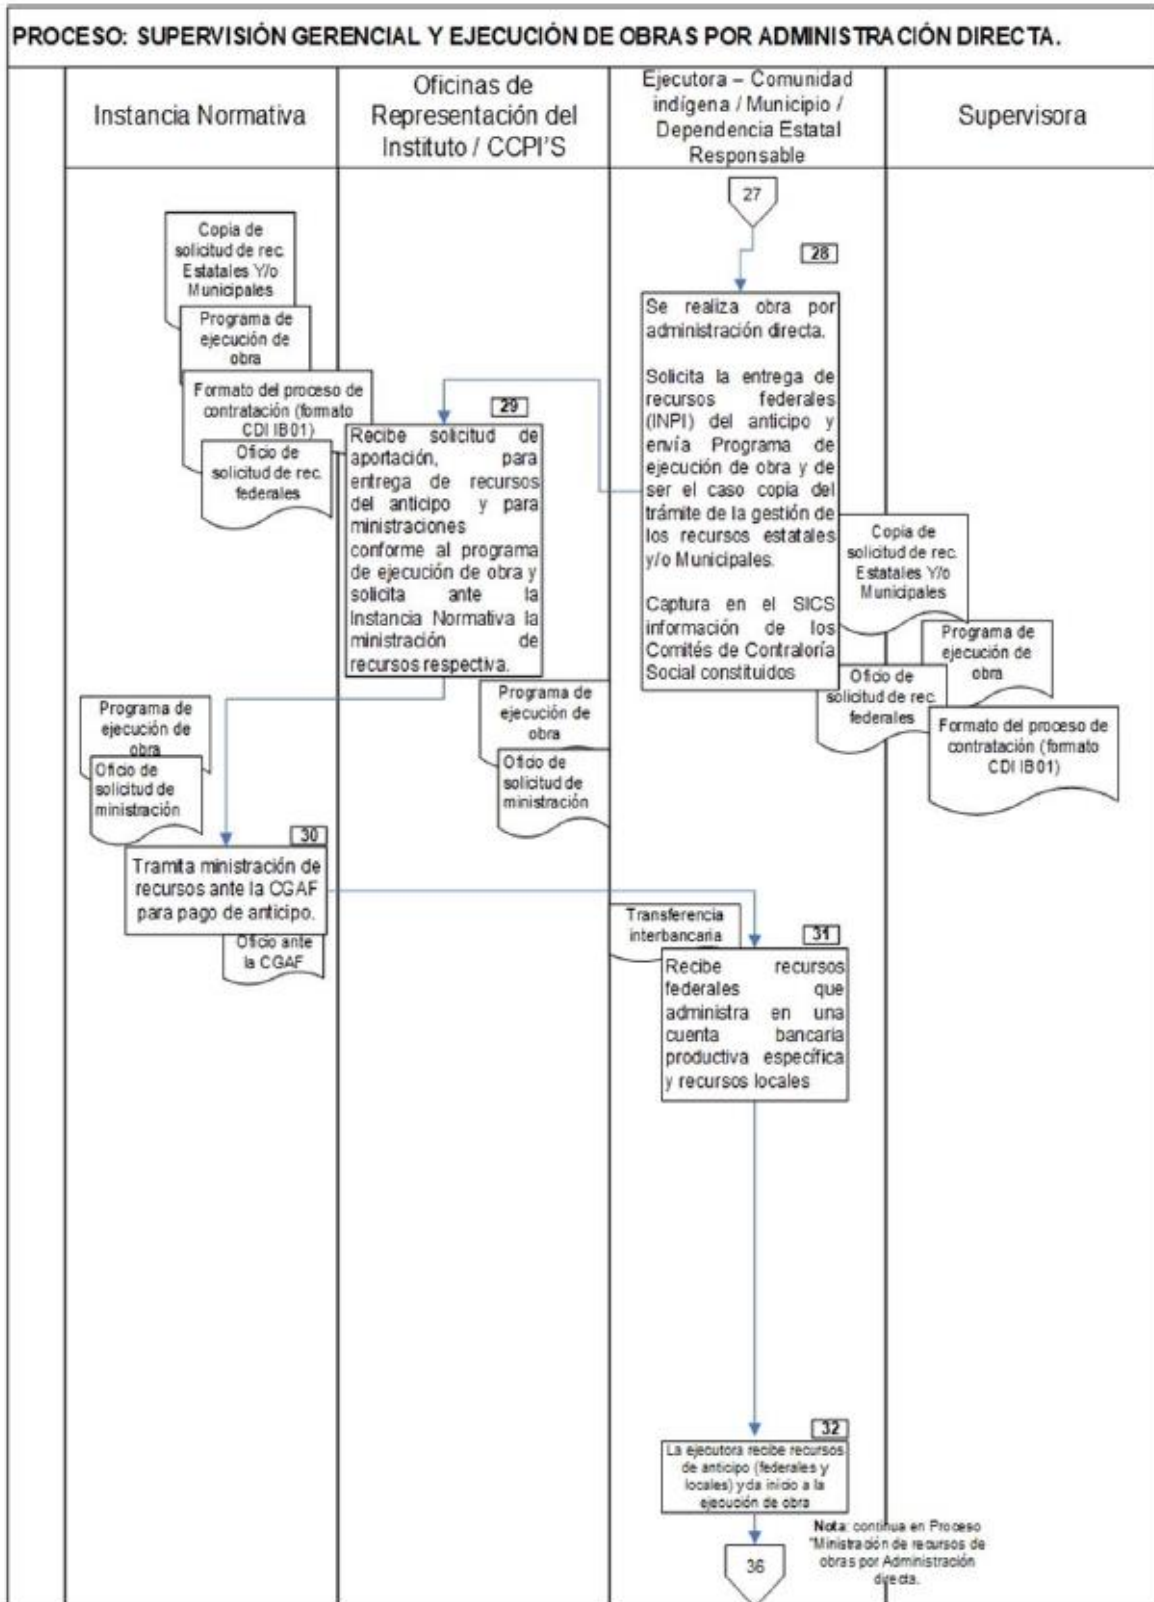 PROCESO: SUPERVISIÓN GERENCIAL Y EJECUCIÓN DE OBRAS POR ADMINISTRACIÓN DIRECTA.
Instancia Normativa
Oficinas de
Representación del
Instituto / CCPI'S
Ejecutora – Comunidad
indígena / Municipio /
Dependencia Estatal
Responsable
Supervisora
27
28
Se realiza obra por
administración directa.
Solicita la entrega de
recursos federales
(INPI) del anticipo y
envía Programa de
ejecución de obra y de
ser el caso copia del
trámite de la gestión de
los recursos estatales
y/o Municipales.
Captura en el SICS
información de los
Comités de Contraloría
Social constituidos
Copia de
solicitud de rec.
Estatales Y/o
Municipales
Programa de
ejecución de
obra
Oficio de
solicitud de rec.
federales
Formato del proceso de
contratación (formato
CDI IB01)
Copia de
solicitud de rec.
Estatales Y/o
Municipales
Programa de
ejecución de
obra
Formato del proceso de
contratación (formato
CDI IB01)
Oficio de
solicitud de rec.
federales
29
Recibe solicitud de
aportación, para
entrega de recursos
del anticipo y para
ministraciones
conforme al programa
de ejecución de obra y
solicita ante la
Instancia Normativa la
ministración de
recursos respectiva.
Programa de
ejecución de
obra
Oficio de
solicitud de
ministración
Programa de
ejecución de
obra
Oficio de
solicitud de
ministración
30
Tramita ministración de
recursos ante la CGAF
para pago de anticipo.
Oficio ante
la CGAF
Transferencia
interbancaria
31
Recibe recursos
federales que
administra en una
cuenta bancaria
productiva específica
y recursos locales
32
La ejecutora recibe recursos
de anticipo (federales y
locales) y da inicio a la
ejecución de obra
36
Nota: continua en Proceso
"Ministración de recursos de
obras por Administración
directa.